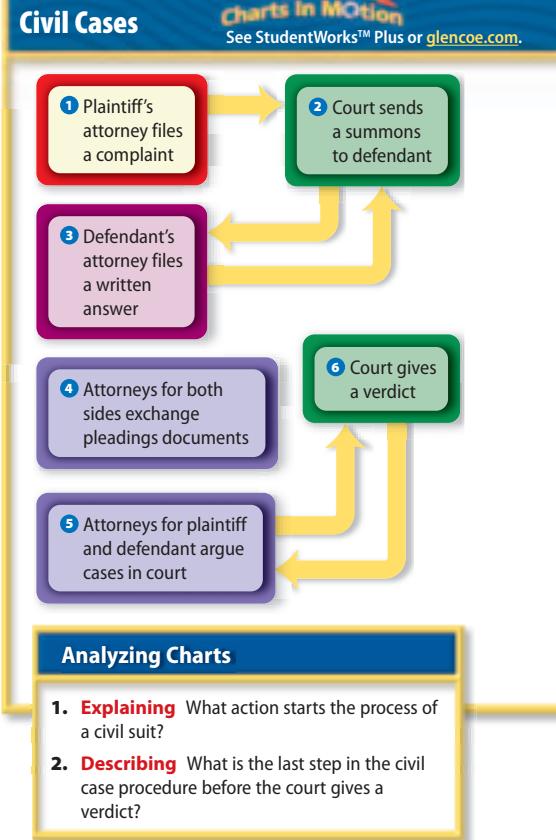 Civil Cases
Charts In MOtion
See StudentWorks™ Plus or glencoe.com.
1 Plaintiff's
attorney files
a complaint
2 Court sends
a summons
to defendant
3 Defendant's
attorney files
a written
answer
4 Attorneys for both
sides exchange
pleadings documents
5 Attorneys for plaintiff
and defendant argue
cases in court
6 Court gives
a verdict
Analyzing Charts
1. Explaining What action starts the process of
a civil suit?
2. Describing What is the last step in the civil
case procedure before the court gives a
verdict?